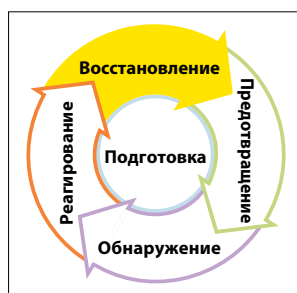 Восстановление
Предотвращение
Подготовка
Реагирование
Обнаружение